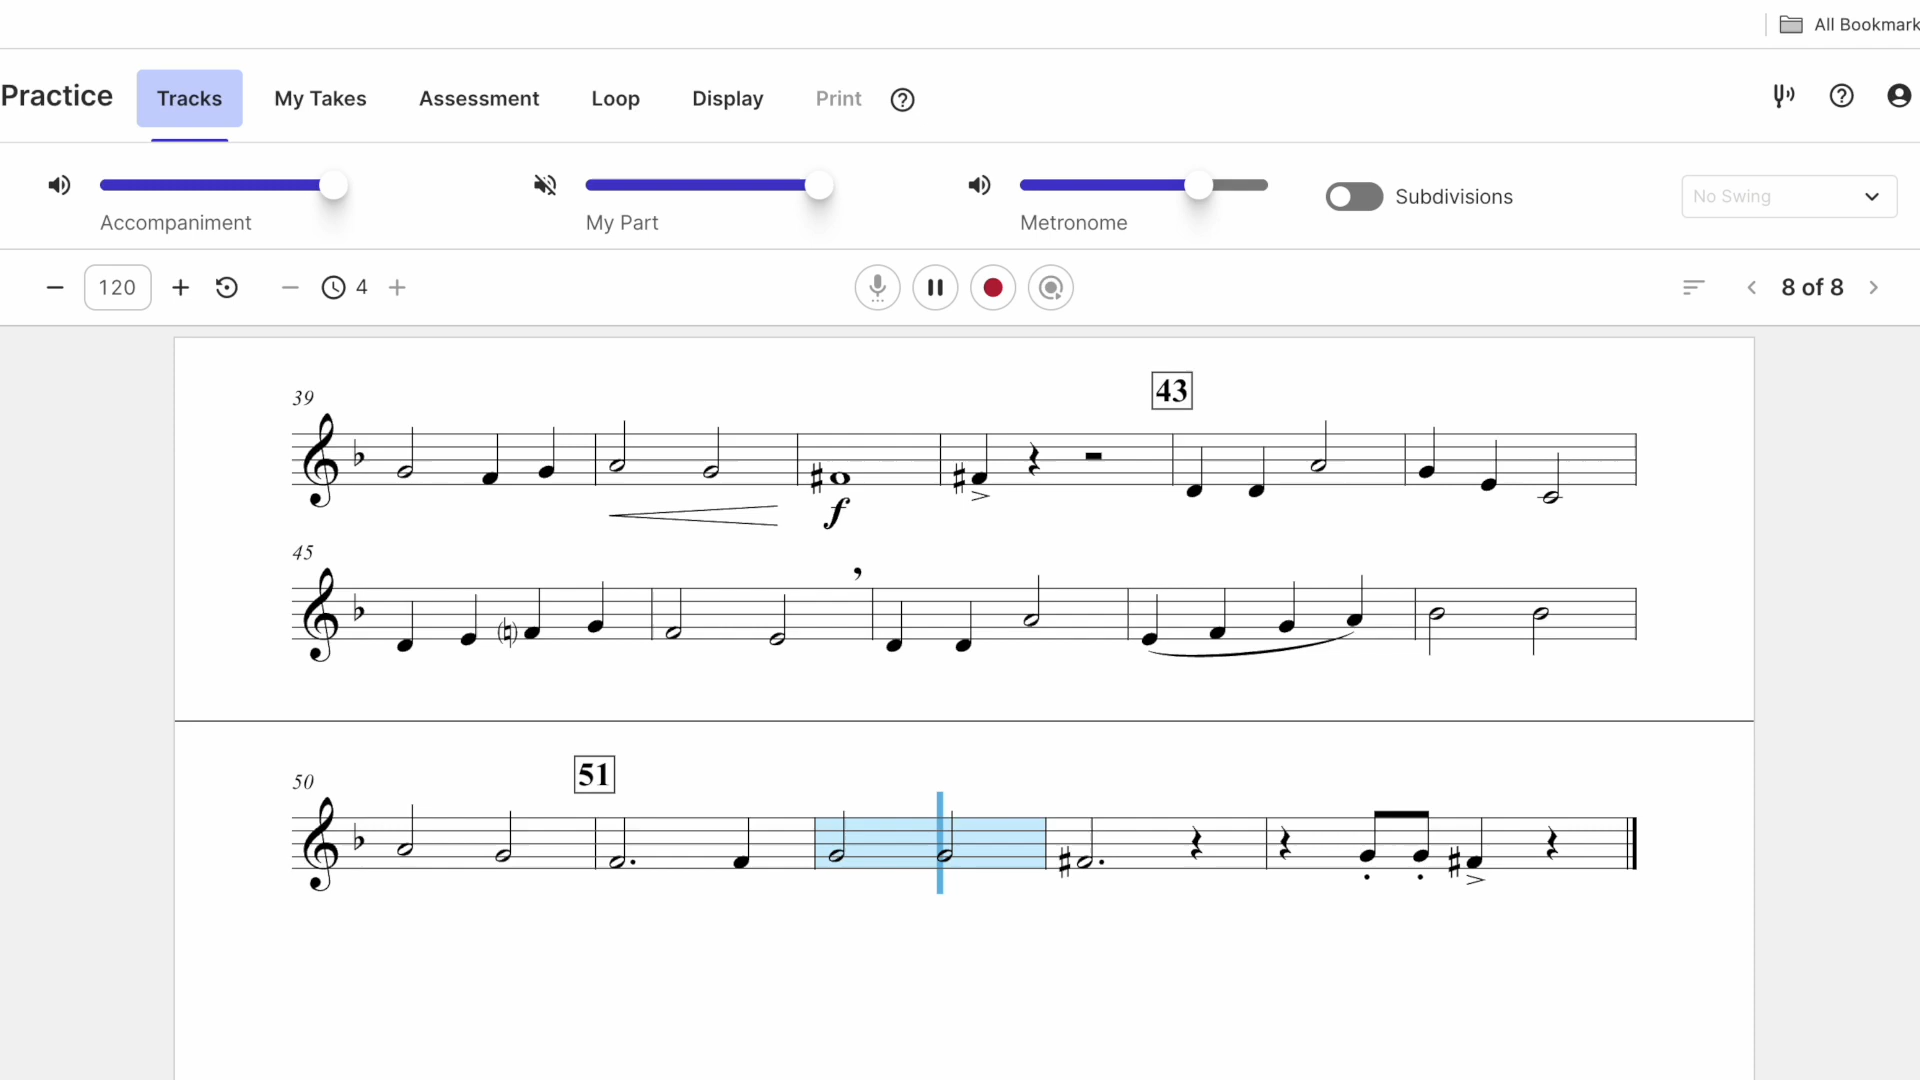 All Bookmark
Practice Tracks My Takes Assessment Loop Display Print
Accompaniment My Part Metronome Subdivisions No Swing
120 4 8 of 8
39 43
f
45
50 51